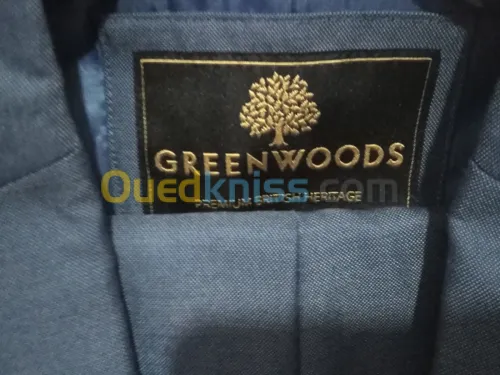 GREENWOODS
Ouedkniss.com
PREMIUM BRITISH HERITAGE